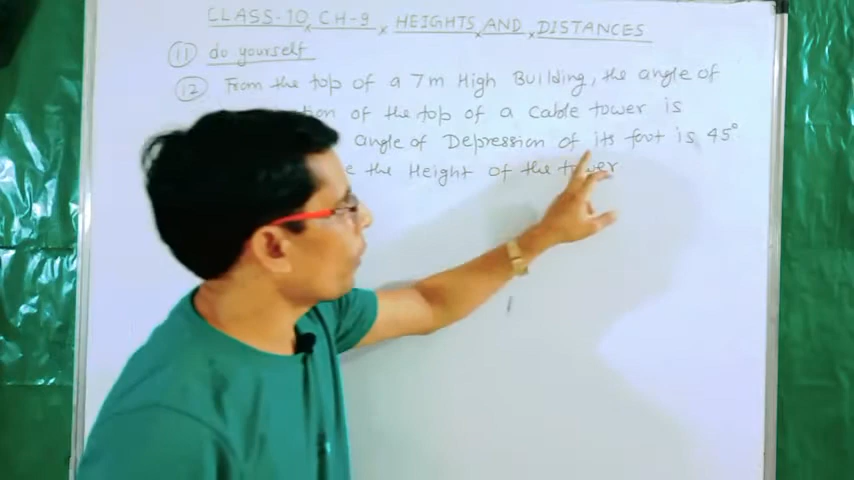 CLASS-10, CH-9, HEIGHTS AND DISTANCES
11 do yourself
12 From the top of a 7m High Building, the angle of
of the top of a cable tower is
angle of Depression of its foot is 45°
the Height of the tower